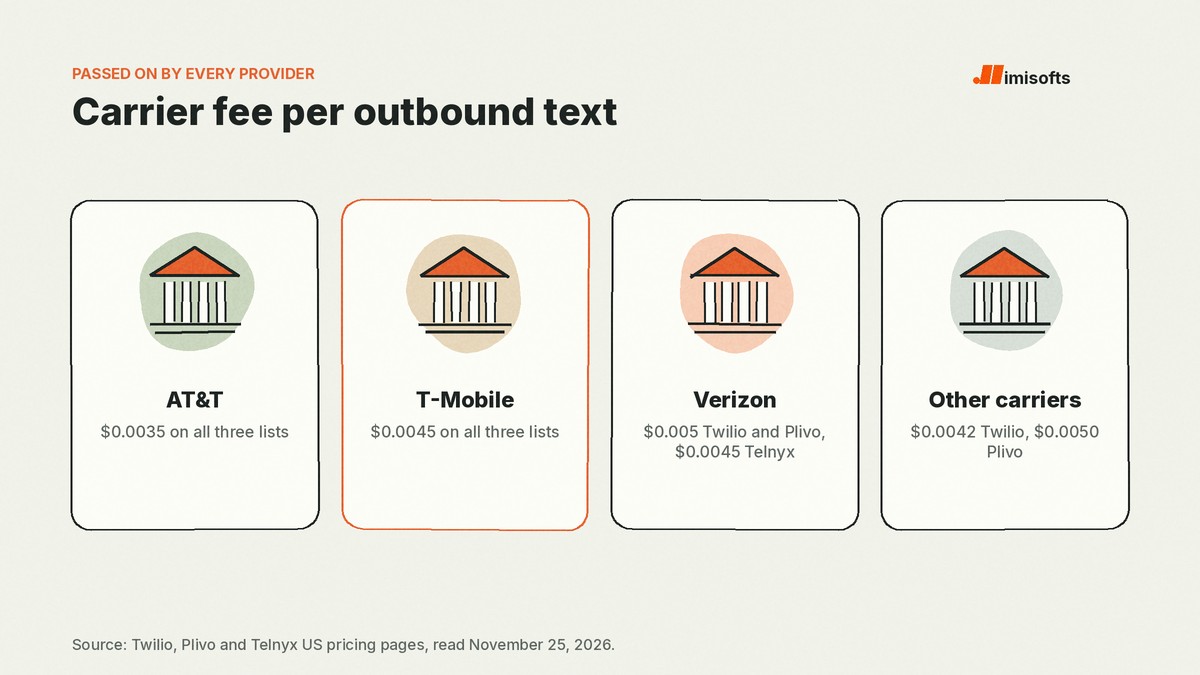 PASSED ON BY EVERY PROVIDER
imisofts
Carrier fee per outbound text
AT&T
$0.0035 on all three lists
T-Mobile
$0.0045 on all three lists
Verizon
$0.005 Twilio and Plivo,
$0.0045 Telnyx
Other carriers
$0.0042 Twilio, $0.0050
Plivo
Source: Twilio, Plivo and Telnyx US pricing pages, read November 25, 2026.